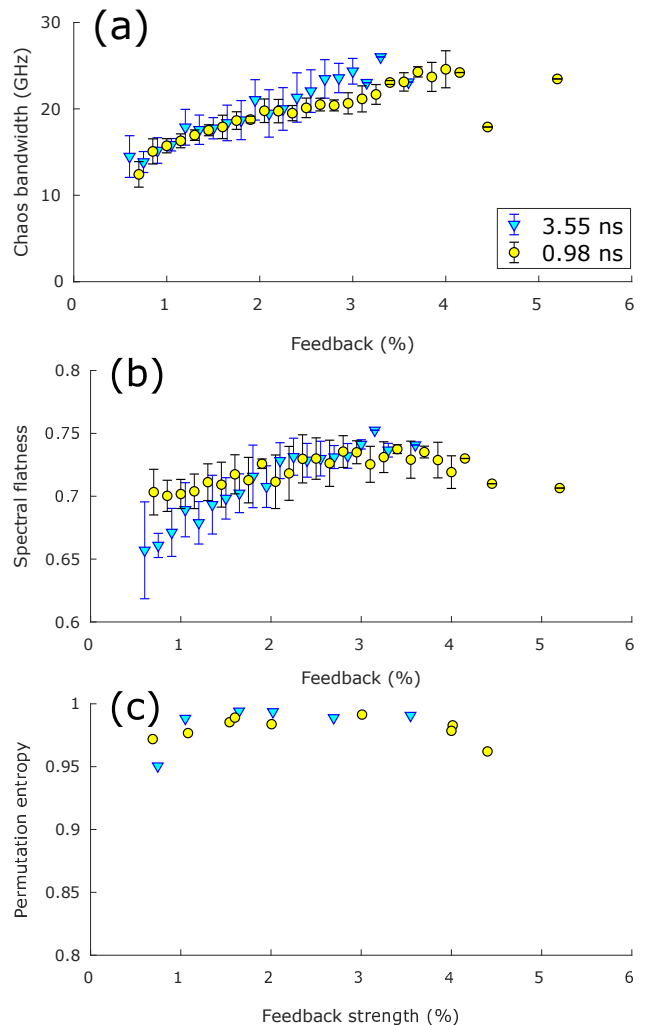 (a)
30
20
10
0
Chaos bandwidth (GHz)
3.55 ns
0.98 ns
0 1 2 3 4 5 6
Feedback (%)
(b)
0.8
0.75
0.7
0.65
0.6
Spectral flatness
0 1 2 3 4 5 6
Feedback (%)
(c)
1
0.95
0.9
0.85
0.8
Permutation entropy
0 1 2 3 4 5 6
Feedback strength (%)